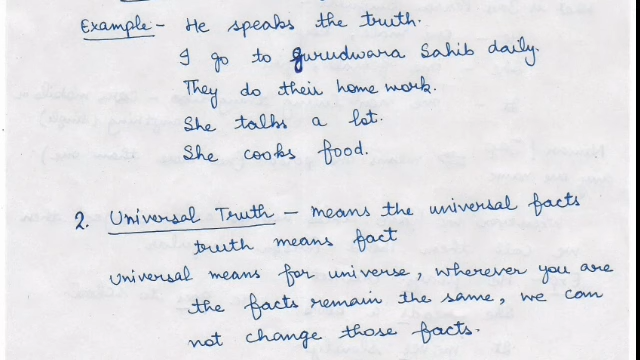 Example - He speaks the truth.
I go to gurudwara Sahib daily.
They do their home work.
She talks a lot.
She cooks food.
2. Universal Truth - means the universal facts
truth means fact
universal means for universe, wherever you are
the facts remain the same, we can
not change those facts.